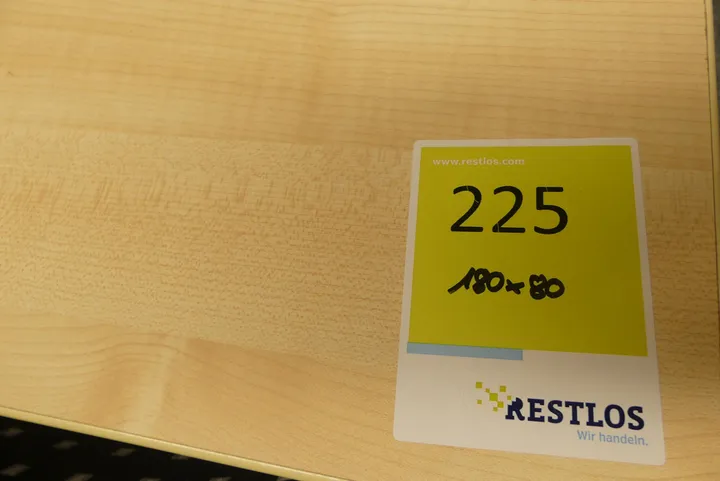 www.restlos.com
225
180x80
RESTLOS
Wir handeln.